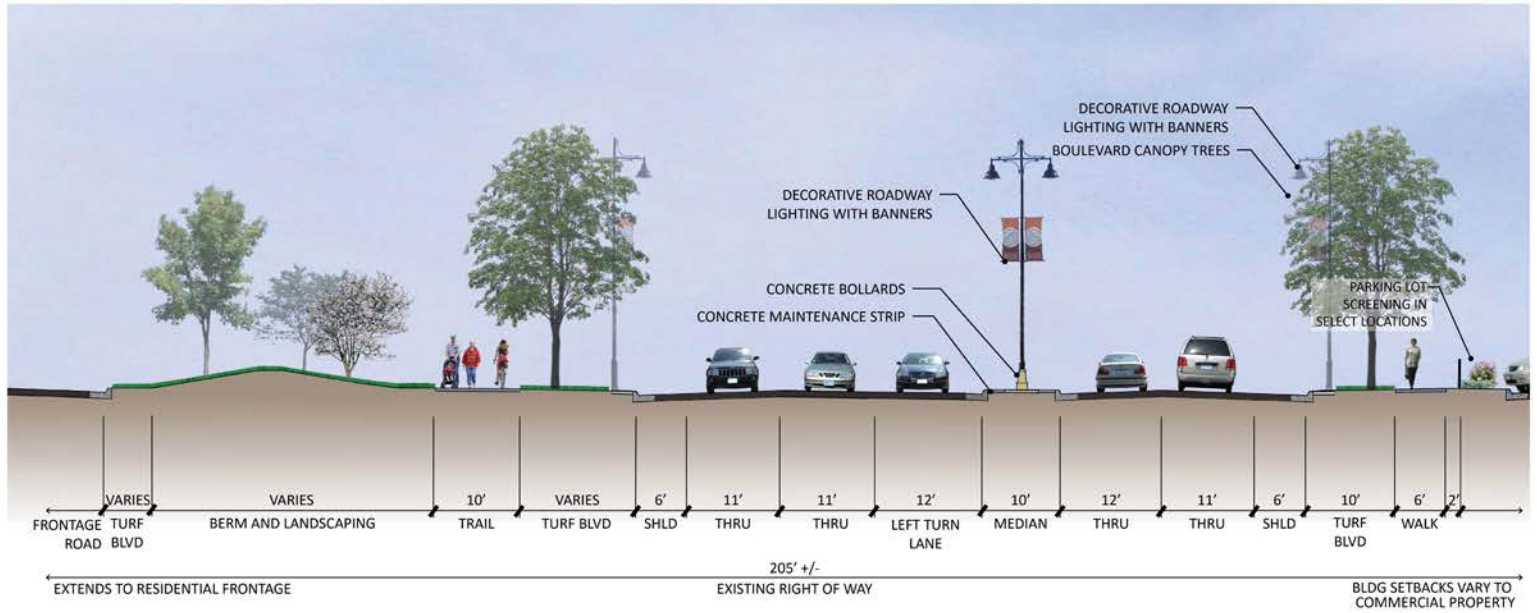 DECORATIVE ROADWAY
LIGHTING WITH BANNERS
BOULEVARD CANOPY TREES
DECORATIVE ROADWAY
LIGHTING WITH BANNERS
CONCRETE BOLLARDS
CONCRETE MAINTENANCE STRIP
PARKING LOT
SCREENING IN
SELECT LOCATIONS
VARIES
TURF
BLVD
VARIES
BERM AND LANDSCAPING
10'
TRAIL
VARIES
TURF BLVD
6'
SHLD
11'
THRU
11'
THRU
12'
LEFT TURN
LANE
10'
MEDIAN
12'
THRU
11'
THRU
6'
SHLD
10'
TURF
BLVD
6'
WALK
2'
FRONTAGE
ROAD
205' +/-
EXTENDS TO RESIDENTIAL FRONTAGE
EXISTING RIGHT OF WAY
BLDG SETBACKS VARY TO
COMMERCIAL PROPERTY